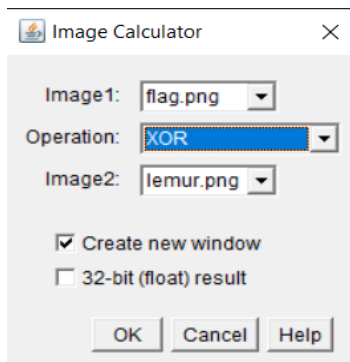 Image Calculator
Image1: flag.png
Operation: XOR
Image2: lemur.png
Create new window
32-bit (float) result
OK Cancel Help